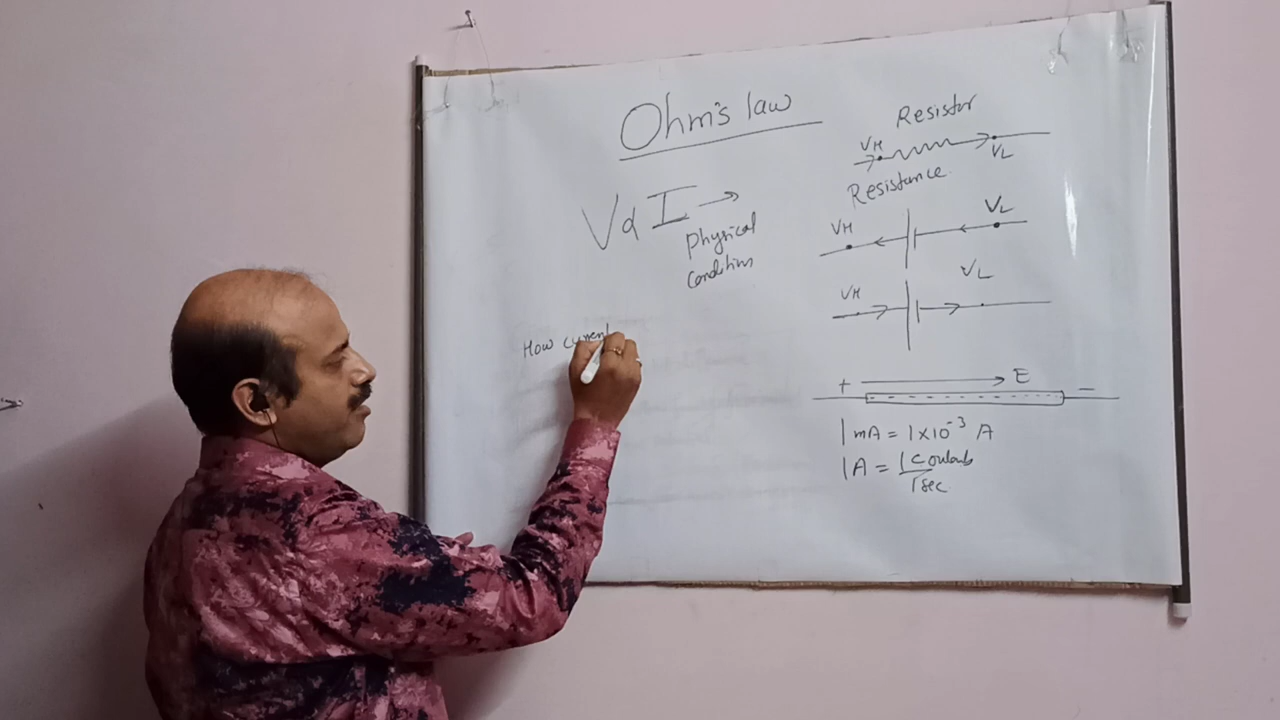 Ohm's law
V α I →
Physical
conditions
How current
Resistor
VH
VL
Resistance
VH
VL
VH
VL
+ E −
1 mA = 1×10⁻³ A
1A = 1 Coulomb
1 sec